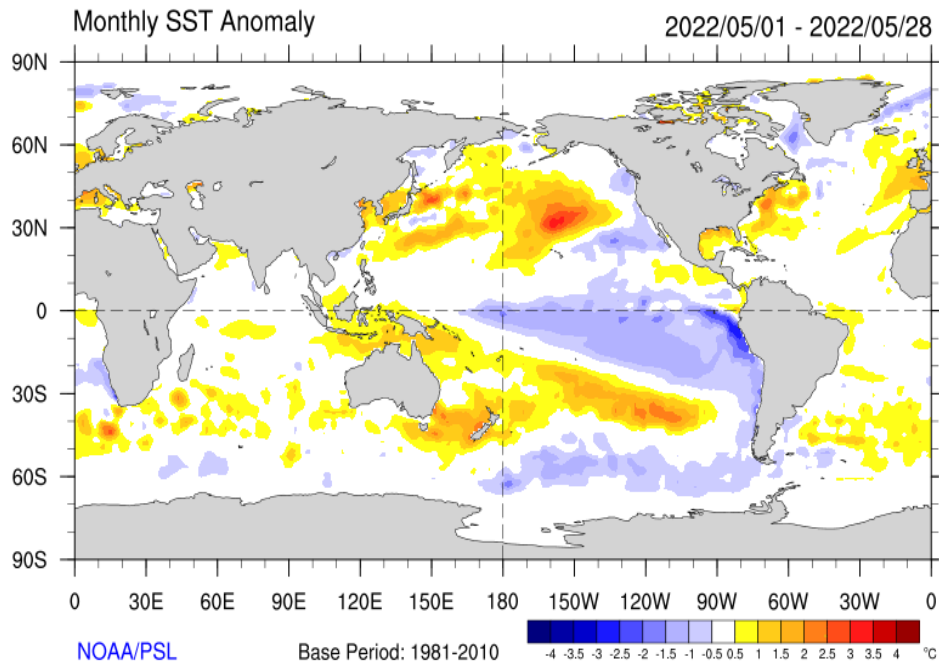 Monthly SST Anomaly 2022/05/01 - 2022/05/28
90N
60N
30N
0
30S
60S
90S
0 30E 60E 90E 120E 150E 180 150W 120W 90W 60W 30W 0
NOAA/PSL Base Period: 1981-2010
-4 -3.5 -3 -2.5 -2 -1.5 -1 -0.5 0.5 1 1.5 2 2.5 3 3.5 4 °C